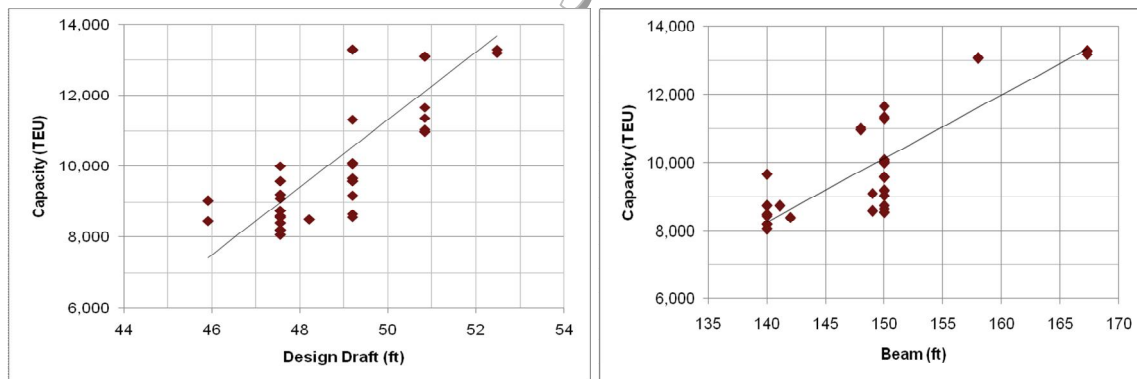 14,000
12,000
10,000
8,000
6,000
Capacity (TEU)
44 46 48 50 52 54
Design Draft (ft)
14,000
12,000
10,000
8,000
6,000
Capacity (TEU)
135 140 145 150 155 160 165 170
Beam (ft)